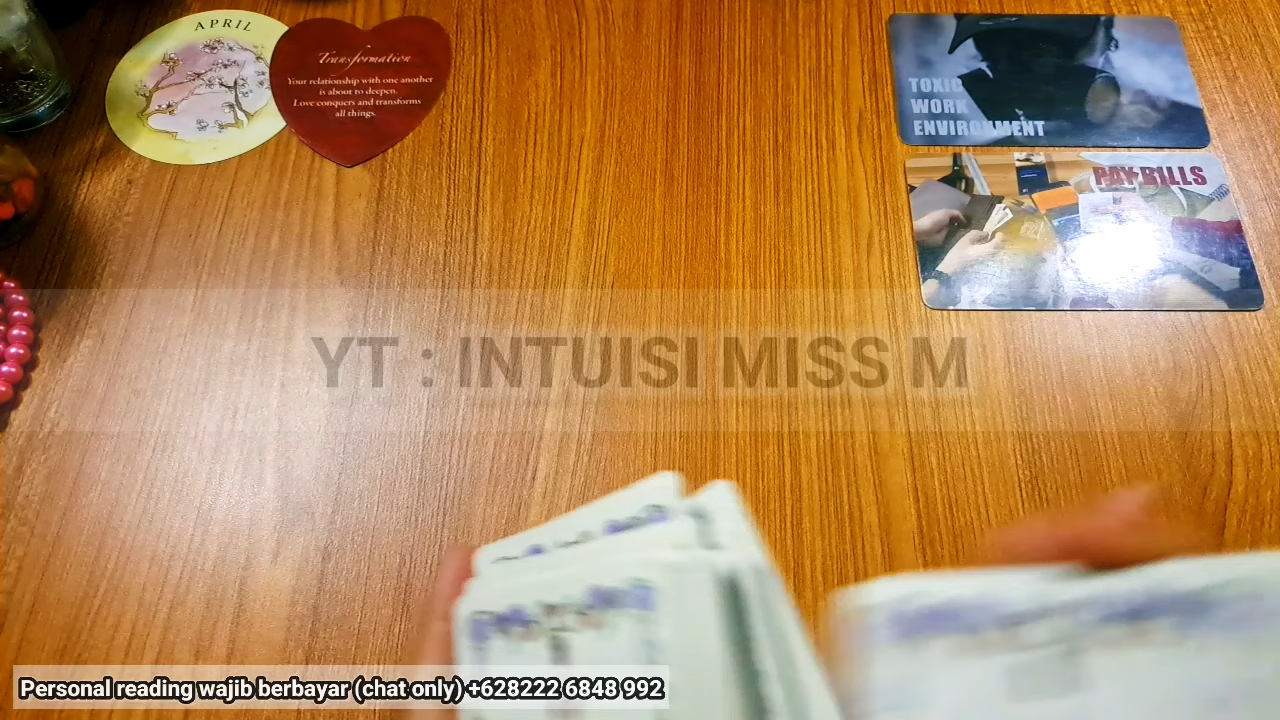 APRIL
Transformation
Your relationship with one another
is about to deepen.
Love conquers and transforms
all things.
TOXIC
WORK
ENVIRONMENT
PAY BILLS
YT : INTUISI MISS M
Personal reading wajib berbayar (chat only) +628222 6848 992